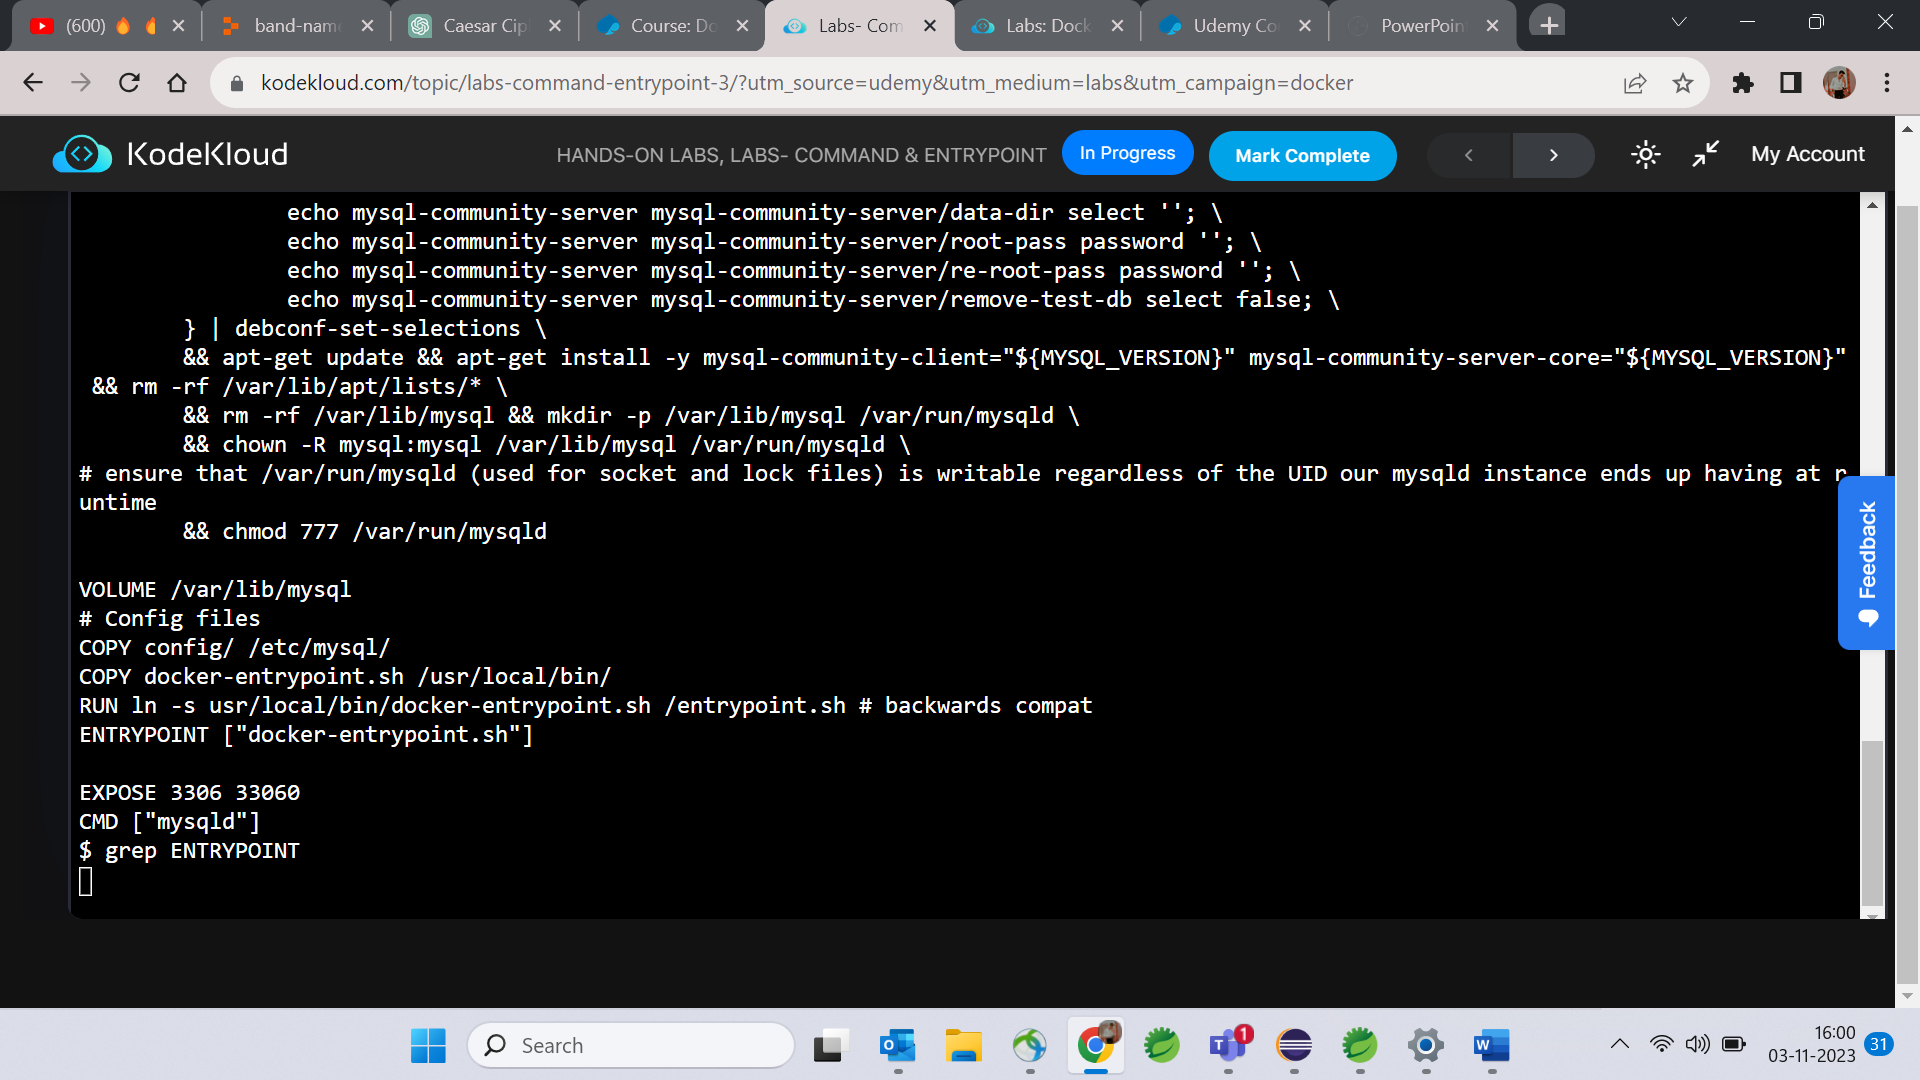 (600)
band-name
Caesar Cip
Course: Do
Labs- Com
Labs: Dock
Udemy Co
PowerPoin
kodekloud.com/topic/labs-command-entrypoint-3/?utm_source=udemy&utm_medium=labs&utm_campaign=docker
KodeKloud
HANDS-ON LABS, LABS- COMMAND & ENTRYPOINT
In Progress
Mark Complete
My Account
echo mysql-community-server mysql-community-server/data-dir select ''; \
echo mysql-community-server mysql-community-server/root-pass password ''; \
echo mysql-community-server mysql-community-server/re-root-pass password ''; \
echo mysql-community-server mysql-community-server/remove-test-db select false; \
} | debconf-set-selections \
&& apt-get update && apt-get install -y mysql-community-client="${MYSQL_VERSION}" mysql-community-server-core="${MYSQL_VERSION}"
&& rm -rf /var/lib/apt/lists/* \
&& rm -rf /var/lib/mysql && mkdir -p /var/lib/mysql /var/run/mysqld \
&& chown -R mysql:mysql /var/lib/mysql /var/run/mysqld \
# ensure that /var/run/mysqld (used for socket and lock files) is writable regardless of the UID our mysqld instance ends up having at r
untime
&& chmod 777 /var/run/mysqld
VOLUME /var/lib/mysql
# Config files
COPY config/ /etc/mysql/
COPY docker-entrypoint.sh /usr/local/bin/
RUN ln -s usr/local/bin/docker-entrypoint.sh /entrypoint.sh # backwards compat
ENTRYPOINT ["docker-entrypoint.sh"]
EXPOSE 3306 33060
CMD ["mysqld"]
$ grep ENTRYPOINT
Feedback
Search
1
16:00
03-11-2023
31